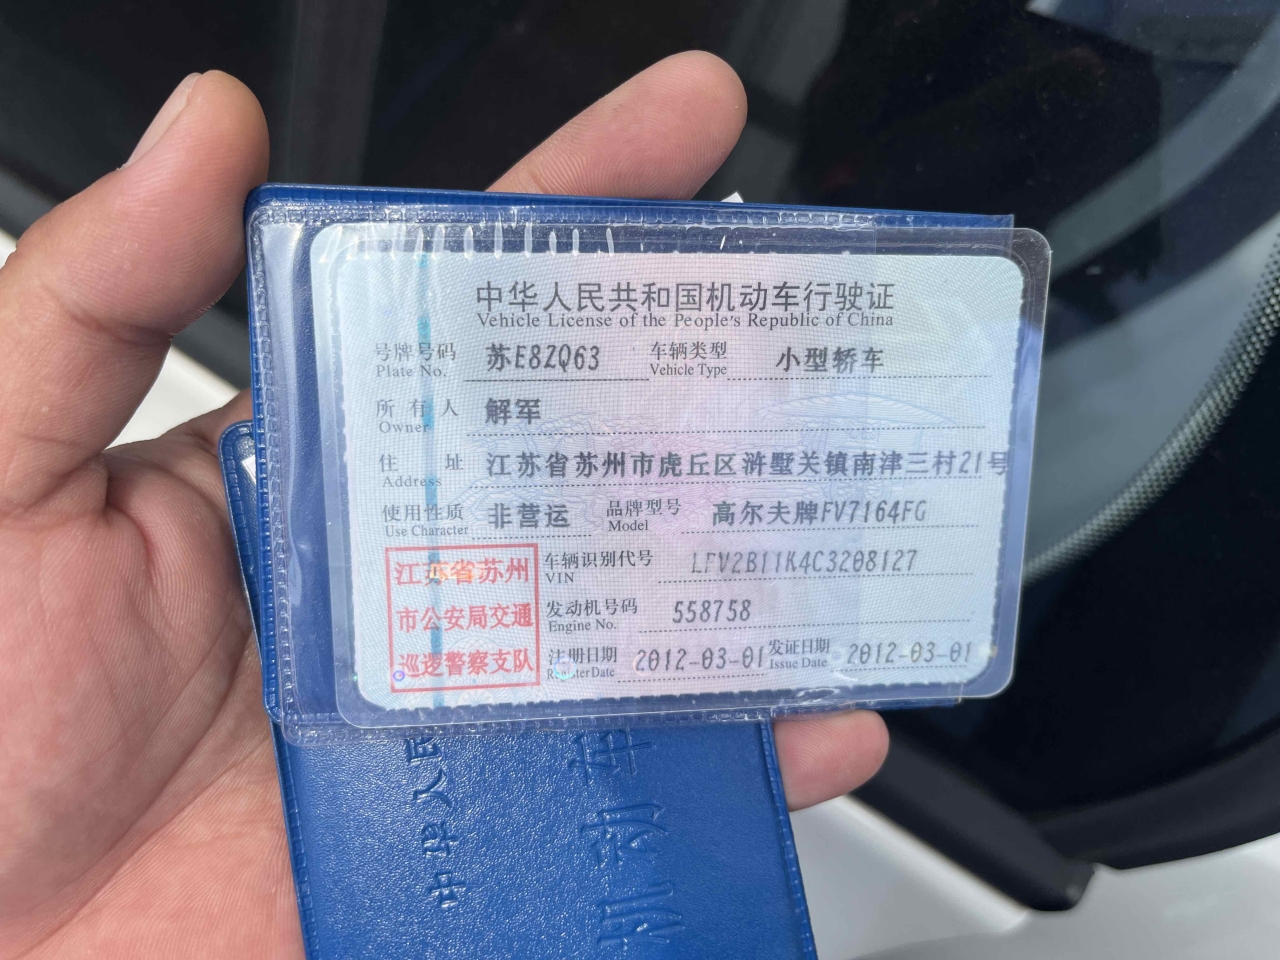 中华人民共和国机动车行驶证
Vehicle License of the People's Republic of China
号牌号码 苏E8ZQ63 车辆类型 小型轿车
Plate No. Vehicle Type
所有人 解军
Owner
住址 江苏省苏州市虎丘区浒墅关镇南津三村21号
Address
使用性质 非营运 品牌型号 高尔夫牌FV7164FG
Use Character Model
江苏省苏州
市公安局交通
巡逻警察支队
车辆识别代号 LFV2B11K4C3208127
VIN
发动机号码 558758
Engine No.
注册日期 2012-03-01 发证日期 2012-03-01
Register Date Issue Date
中华人民
机动车